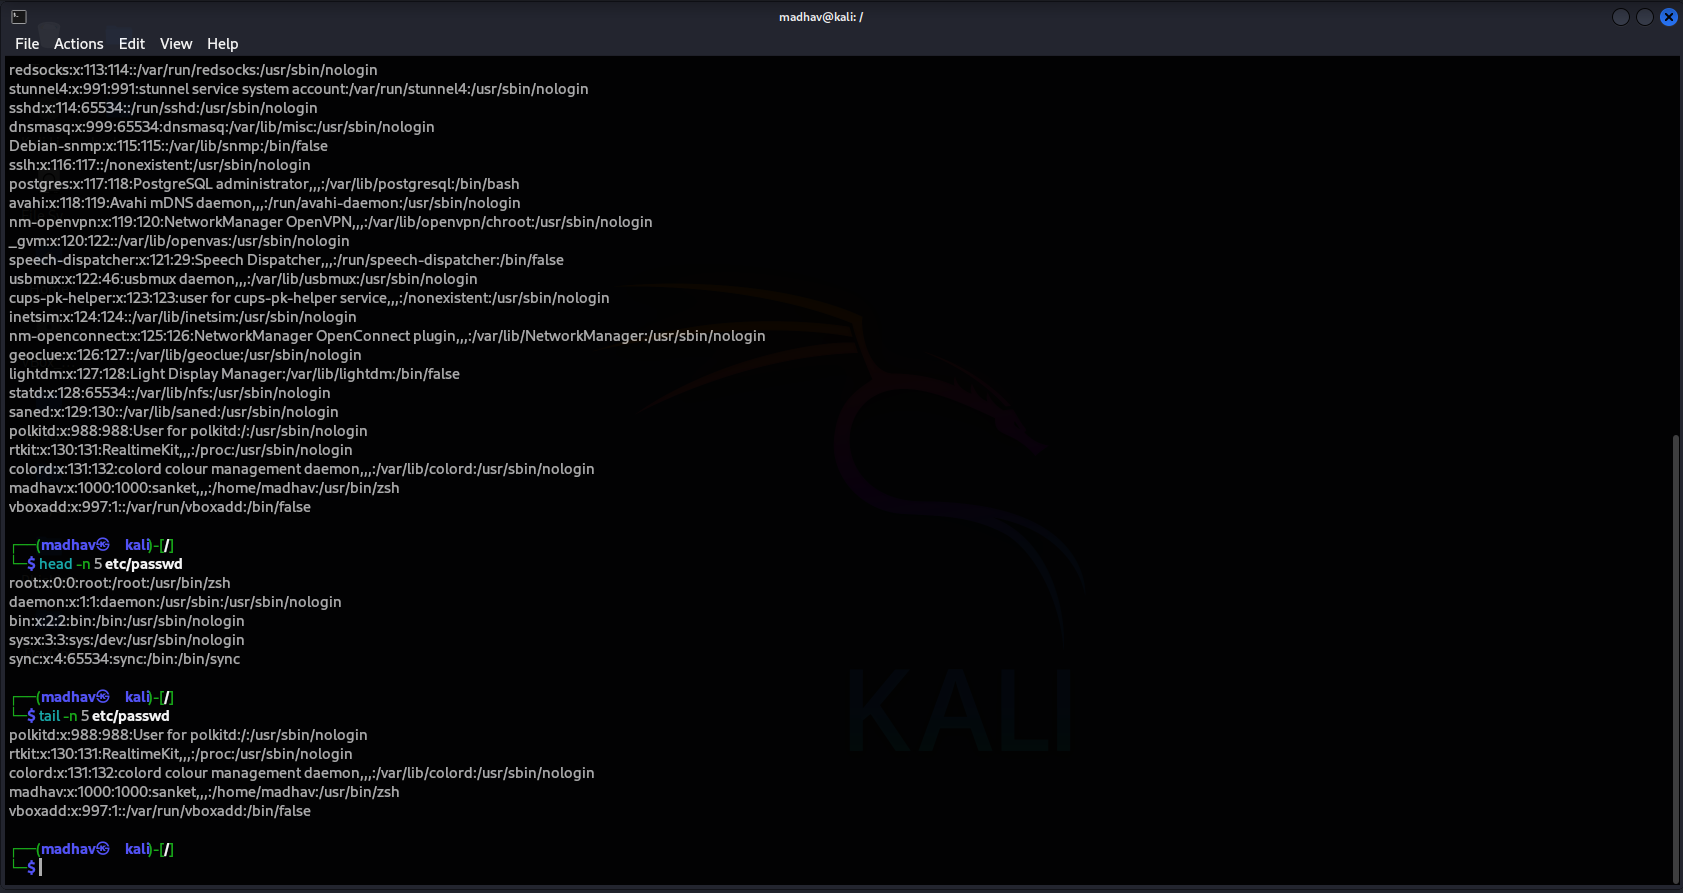 madhav@kali: /
File Actions Edit View Help
redsocks:x:113:114::/var/run/redsocks:/usr/sbin/nologin
stunnel4:x:991:991:stunnel service system account:/var/run/stunnel4:/usr/sbin/nologin
sshd:x:114:65534::/run/sshd:/usr/sbin/nologin
dnsmasq:x:999:65534:dnsmasq:/var/lib/misc:/usr/sbin/nologin
Debian-snmp:x:115:115::/var/lib/snmp:/bin/false
sslh:x:116:117::/nonexistent:/usr/sbin/nologin
postgres:x:117:118:PostgreSQL administrator,,,:/var/lib/postgresql:/bin/bash
avahi:x:118:119:Avahi mDNS daemon,,,:/run/avahi-daemon:/usr/sbin/nologin
nm-openvpn:x:119:120:NetworkManager OpenVPN,,,:/var/lib/openvpn/chroot:/usr/sbin/nologin
_gvm:x:120:122::/var/lib/openvas:/usr/sbin/nologin
speech-dispatcher:x:121:29:Speech Dispatcher,,,:/run/speech-dispatcher:/bin/false
usbmux:x:122:46:usbmux daemon,,,:/var/lib/usbmux:/usr/sbin/nologin
cups-pk-helper:x:123:123:user for cups-pk-helper service,,,:/nonexistent:/usr/sbin/nologin
inetsim:x:124:124::/var/lib/inetsim:/usr/sbin/nologin
nm-openconnect:x:125:126:NetworkManager OpenConnect plugin,,,:/var/lib/NetworkManager:/usr/sbin/nologin
geoclue:x:126:127::/var/lib/geoclue:/usr/sbin/nologin
lightdm:x:127:128:Light Display Manager:/var/lib/lightdm:/bin/false
statd:x:128:65534::/var/lib/nfs:/usr/sbin/nologin
saned:x:129:130::/var/lib/saned:/usr/sbin/nologin
polkitd:x:988:988:User for polkitd:/:/usr/sbin/nologin
rtkit:x:130:131:RealtimeKit,,,:/proc:/usr/sbin/nologin
colord:x:131:132:colord colour management daemon,,,:/var/lib/colord:/usr/sbin/nologin
madhav:x:1000:1000:sanket,,,:/home/madhav:/usr/bin/zsh
vboxadd:x:997:1::/var/run/vboxadd:/bin/false
┌──(madhav㉿ kali)-[/]
└─$ head -n 5 etc/passwd
root:x:0:0:root:/root:/usr/bin/zsh
daemon:x:1:1:daemon:/usr/sbin:/usr/sbin/nologin
bin:x:2:2:bin:/bin:/usr/sbin/nologin
sys:x:3:3:sys:/dev:/usr/sbin/nologin
sync:x:4:65534:sync:/bin:/bin/sync
┌──(madhav㉿ kali)-[/]
└─$ tail -n 5 etc/passwd
polkitd:x:988:988:User for polkitd:/:/usr/sbin/nologin
rtkit:x:130:131:RealtimeKit,,,:/proc:/usr/sbin/nologin
colord:x:131:132:colord colour management daemon,,,:/var/lib/colord:/usr/sbin/nologin
madhav:x:1000:1000:sanket,,,:/home/madhav:/usr/bin/zsh
vboxadd:x:997:1::/var/run/vboxadd:/bin/false
┌──(madhav㉿ kali)-[/]
└─$
KALI